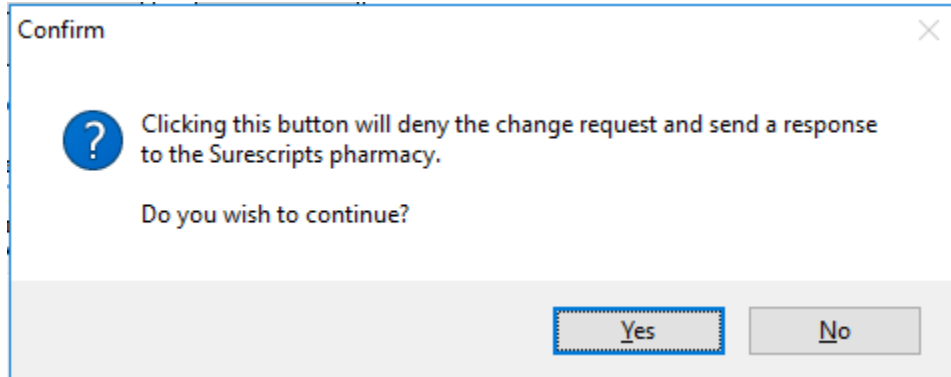 Confirm
Clicking this button will deny the change request and send a response
to the Surescripts pharmacy.
Do you wish to continue?
Yes
No